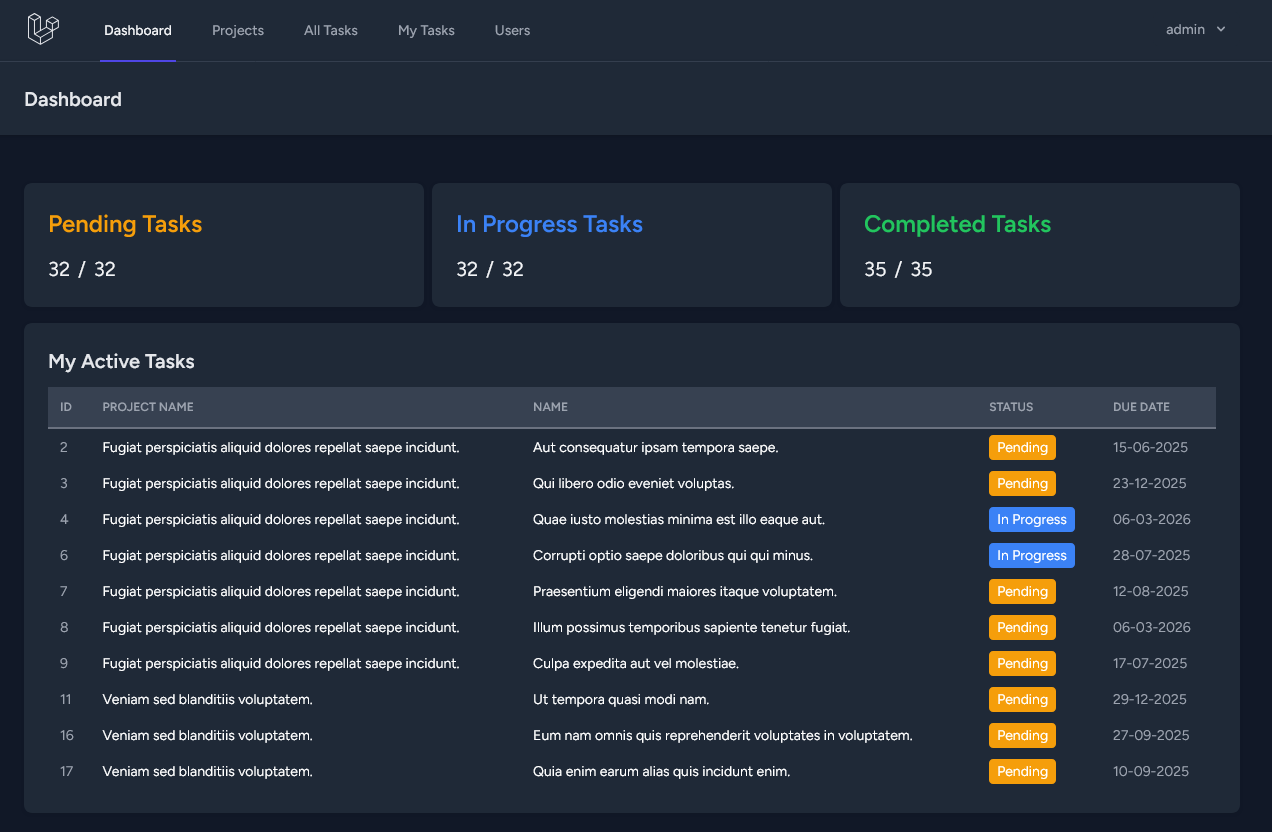 Dashboard Projects All Tasks My Tasks Users admin
Dashboard
Pending Tasks In Progress Tasks Completed Tasks
32 / 32 32 / 32 35 / 35
My Active Tasks
ID PROJECT NAME NAME STATUS DUE DATE
2 Fugiat perspiciatis aliquid dolores repellat saepe incidunt. Aut consequatur ipsam tempora saepe. Pending 15-06-2025
3 Fugiat perspiciatis aliquid dolores repellat saepe incidunt. Qui libero odio eveniet voluptas. Pending 23-12-2025
4 Fugiat perspiciatis aliquid dolores repellat saepe incidunt. Quae iusto molestias minima est illo eaque aut. In Progress 06-03-2026
6 Fugiat perspiciatis aliquid dolores repellat saepe incidunt. Corrupti optio saepe doloribus qui qui minus. In Progress 28-07-2025
7 Fugiat perspiciatis aliquid dolores repellat saepe incidunt. Praesentium eligendi maiores itaque voluptatem. Pending 12-08-2025
8 Fugiat perspiciatis aliquid dolores repellat saepe incidunt. Illum possimus temporibus sapiente tenetur fugiat. Pending 06-03-2026
9 Fugiat perspiciatis aliquid dolores repellat saepe incidunt. Culpa expedita aut vel molestiae. Pending 17-07-2025
11 Veniam sed blanditiis voluptatem. Ut tempora quasi modi nam. Pending 29-12-2025
16 Veniam sed blanditiis voluptatem. Eum nam omnis quis reprehenderit voluptates in voluptatem. Pending 27-09-2025
17 Veniam sed blanditiis voluptatem. Quia enim earum alias quis incidunt enim. Pending 10-09-2025